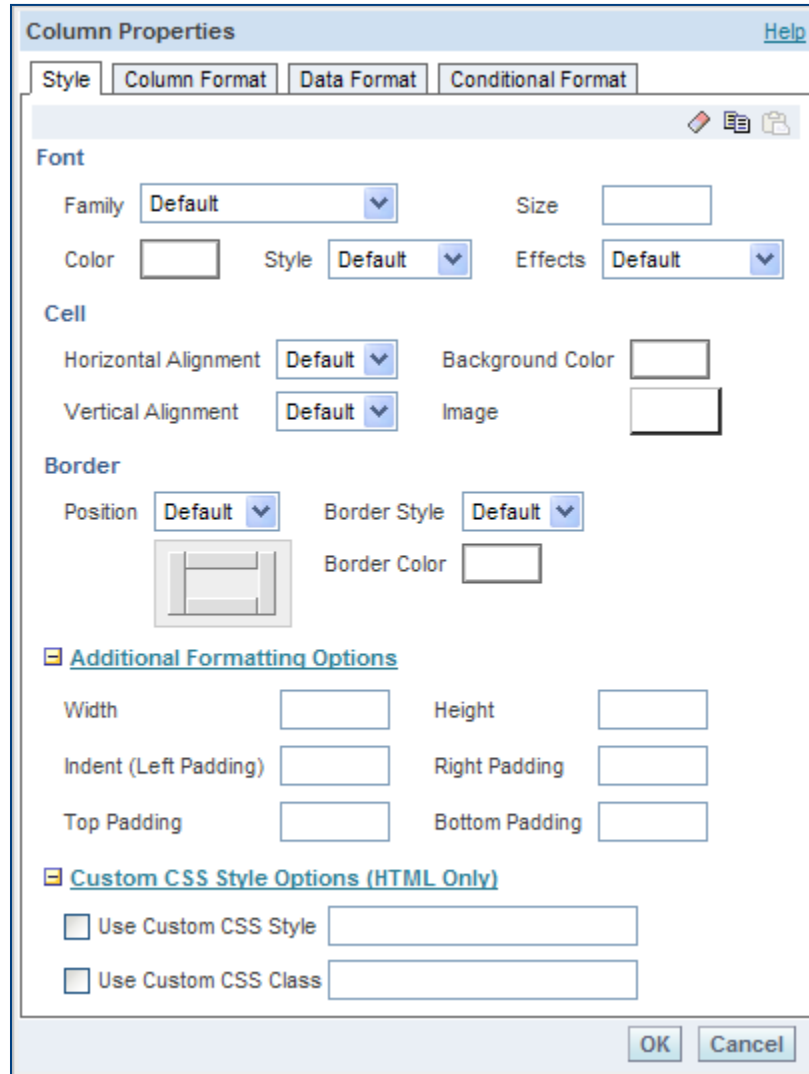 Column Properties Help
Style Column Format Data Format Conditional Format
Font
Family Default Size
Color Style Default Effects Default
Cell
Horizontal Alignment Default Background Color
Vertical Alignment Default Image
Border
Position Default Border Style Default
Border Color
Additional Formatting Options
Width Height
Indent (Left Padding) Right Padding
Top Padding Bottom Padding
Custom CSS Style Options (HTML Only)
Use Custom CSS Style
Use Custom CSS Class
OK Cancel